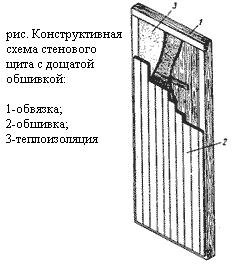 рис. Конструктивная
схема стенового
щита с дощатой
обшивкой:
1-обвязка;
2-обшивка;
3-теплоизоляция
3
1
2